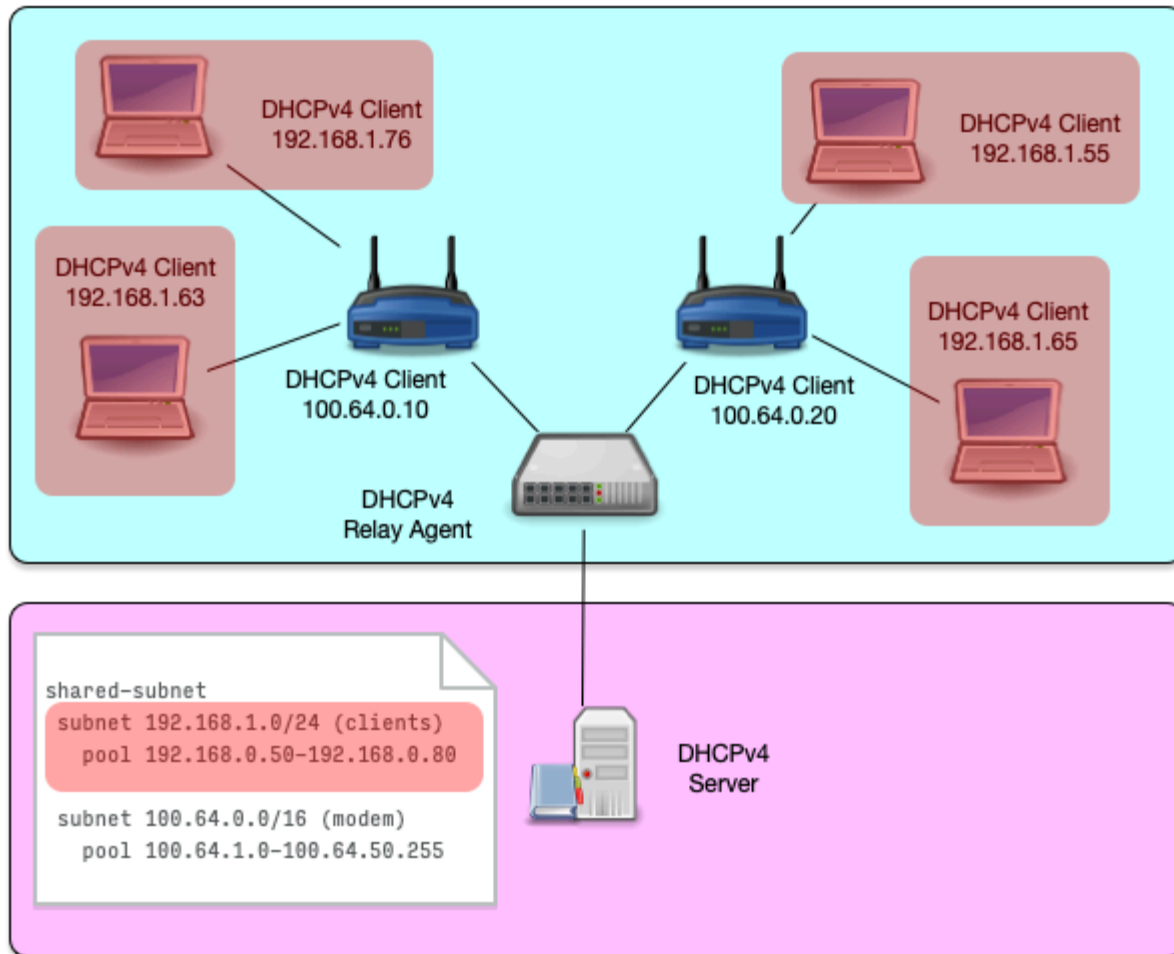 DHCPv4 Client
192.168.1.76
DHCPv4 Client
192.168.1.55
DHCPv4 Client
192.168.1.63
DHCPv4 Client
192.168.1.65
DHCPv4 Client
100.64.0.10
DHCPv4 Client
100.64.0.20
DHCPv4
Relay Agent
shared-subnet
subnet 192.168.1.0/24 (clients)
pool 192.168.0.50-192.168.0.80
subnet 100.64.0.0/16 (modem)
pool 100.64.1.0-100.64.50.255
DHCPv4
Server